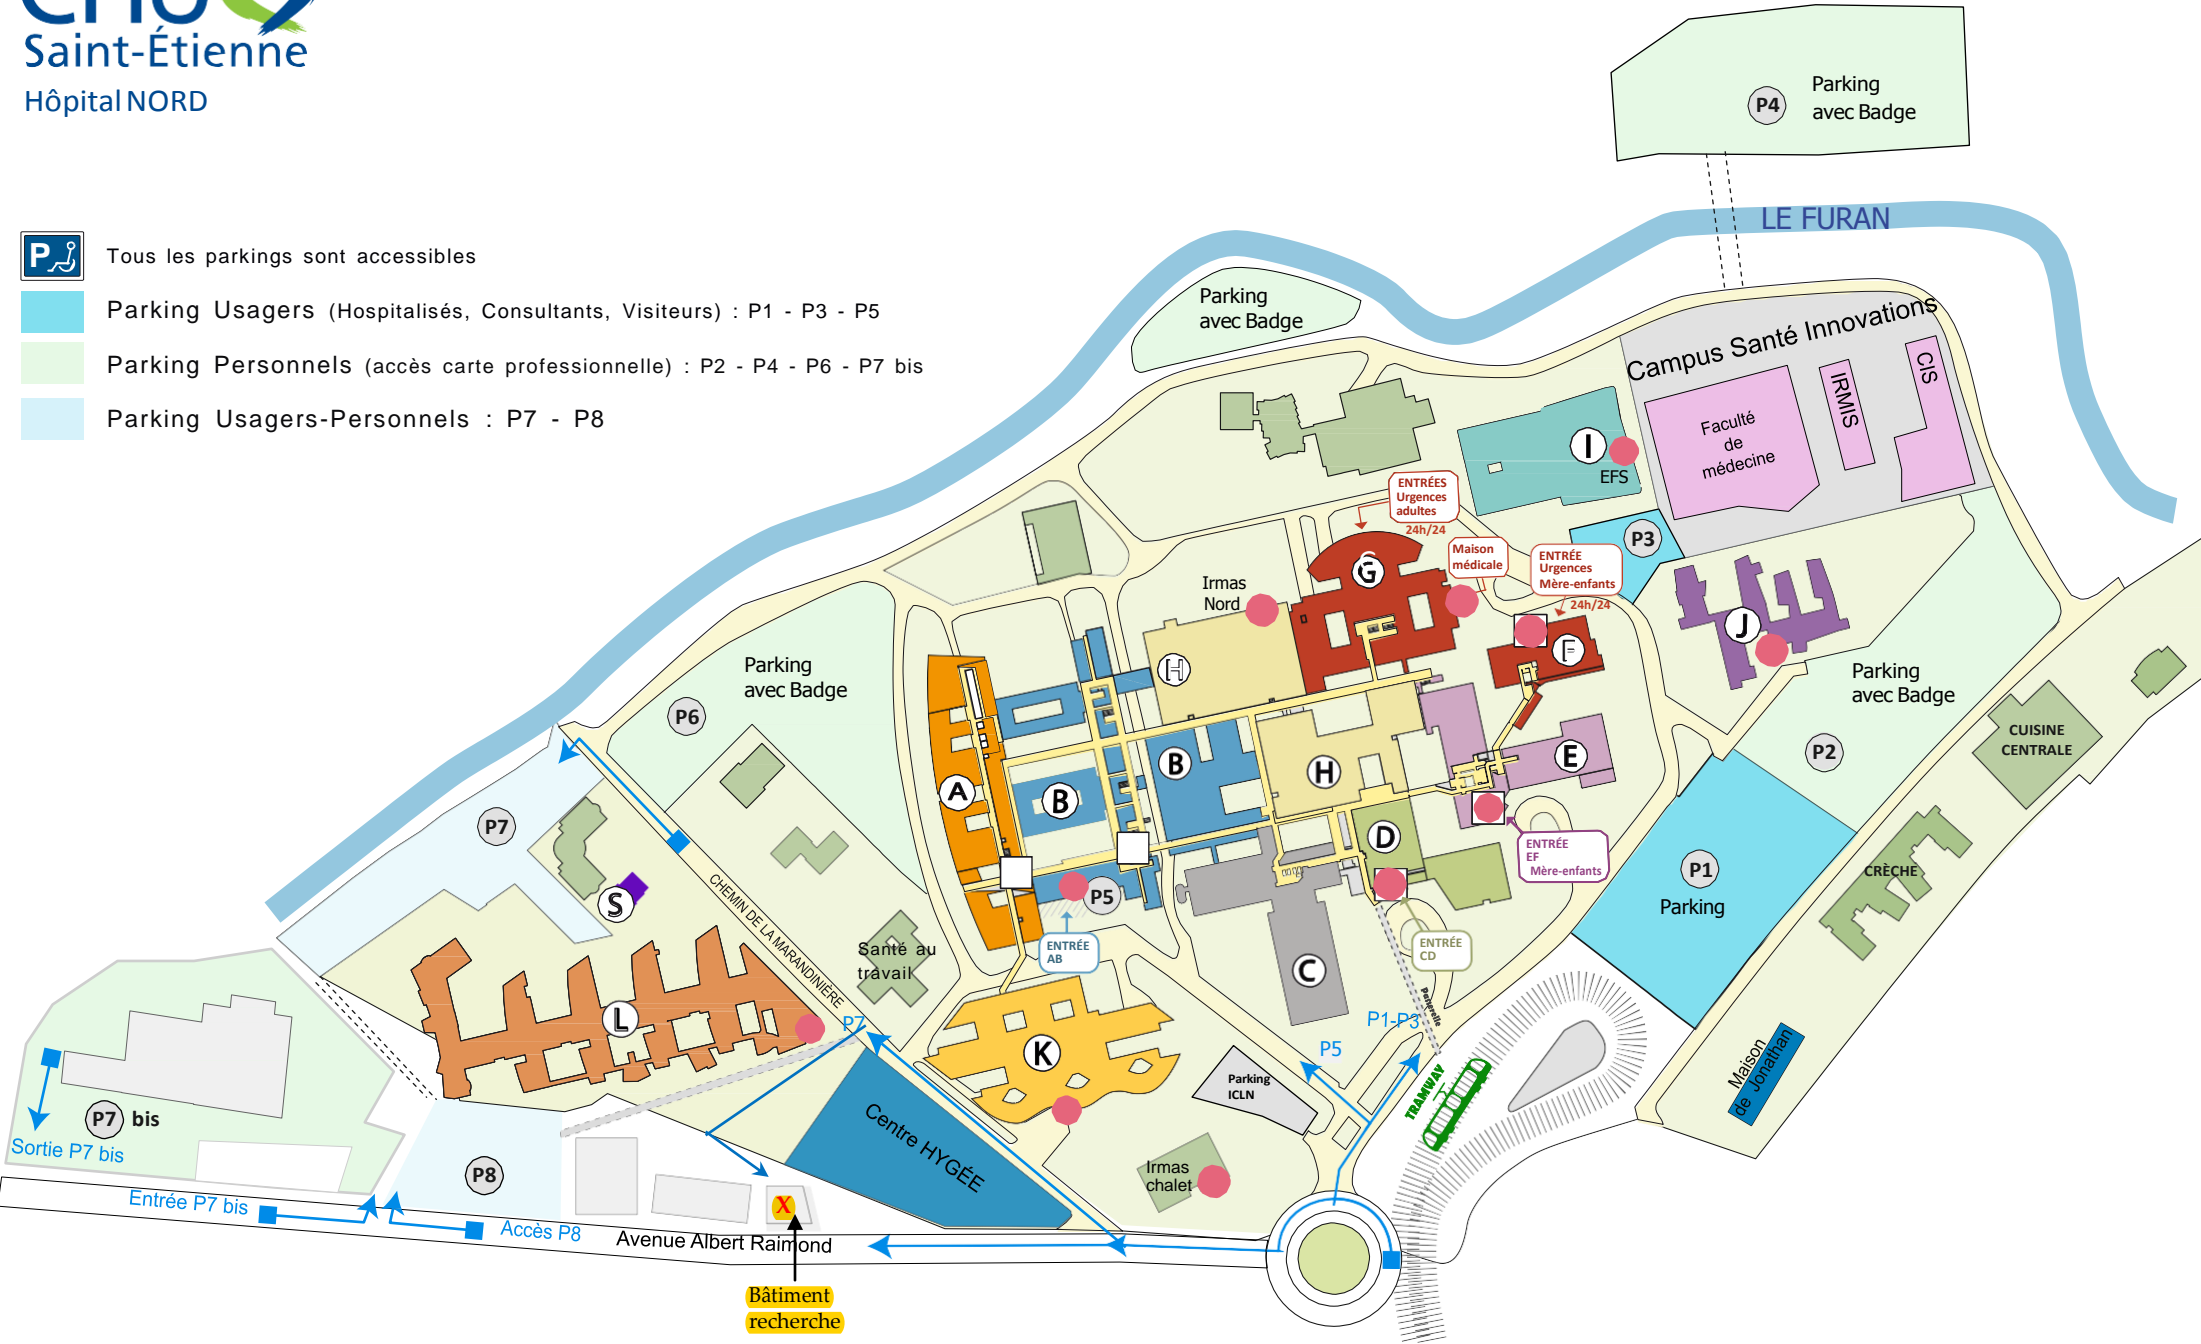 CHU
Saint-Étienne
Hôpital NORD
P
Tous les parkings sont accessibles
Parking Usagers (Hospitalisés, Consultants, Visiteurs) : P1 - P3 - P5
Parking Personnels (accès carte professionnelle) : P2 - P4 - P6 - P7 bis
Parking Usagers-Personnels : P7 - P8
P4
Parking
avec Badge
LE FURAN
Parking
avec Badge
Campus Santé Innovations
Faculté
de
médecine
IRMIS
CIS
I
EFS
ENTRÉES
Urgences
adultes
24h/24
G
Maison
médicale
P3
ENTRÉE
Urgences
Mère-enfants
24h/24
F
Irmas
Nord
H
J
Parking
avec Badge
P2
CUISINE
CENTRALE
Parking
avec Badge
P6
A
B
B
H
E
D
ENTRÉE
EF
Mère-enfants
P1
Parking
CRÈCHE
P7
S
CHEMIN DE LA MARANDINIÈRE
Santé au
travail
P5
ENTRÉE
AB
ENTRÉE
CD
C
Passerelle
L
P7
K
P1-P3
P5
Parking
ICLN
TRAMWAY
Maison
de Jonathan
P7 bis
Sortie P7 bis
Centre HYGÉE
Irmas
chalet
P8
Entrée P7 bis
Accès P8
X
Avenue Albert Raimond
Bâtiment
recherche